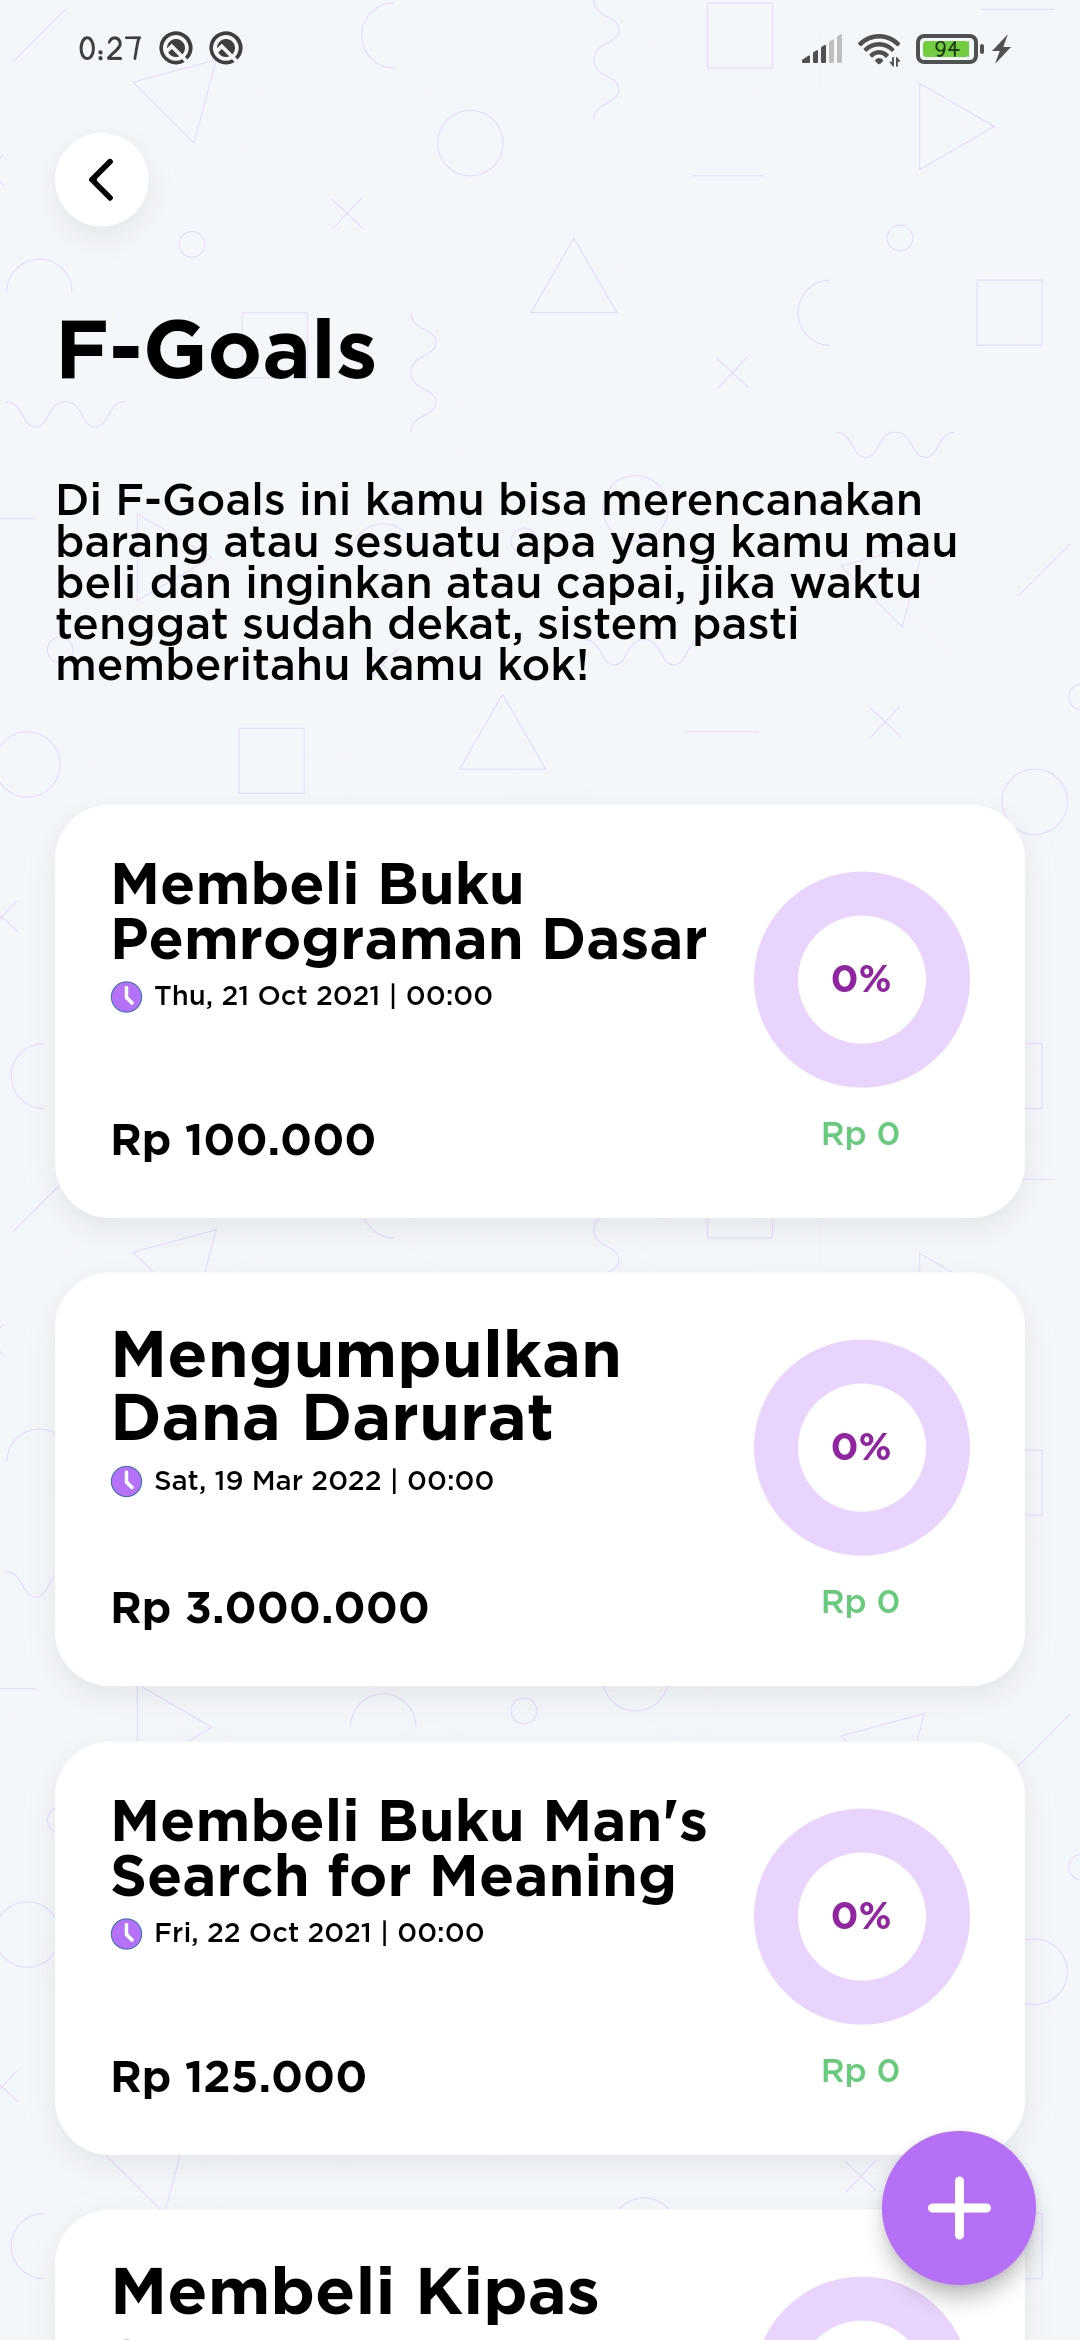 0:27
94
F-Goals
Di F-Goals ini kamu bisa merencanakan
barang atau sesuatu apa yang kamu mau
beli dan inginkan atau capai, jika waktu
tenggat sudah dekat, sistem pasti
memberitahu kamu kok!
Membeli Buku
Pemrograman Dasar
Thu, 21 Oct 2021 | 00:00
0%
Rp 100.000
Rp 0
Mengumpulkan
Dana Darurat
Sat, 19 Mar 2022 | 00:00
0%
Rp 3.000.000
Rp 0
Membeli Buku Man's
Search for Meaning
Fri, 22 Oct 2021 | 00:00
0%
Rp 125.000
Rp 0
Membeli Kipas